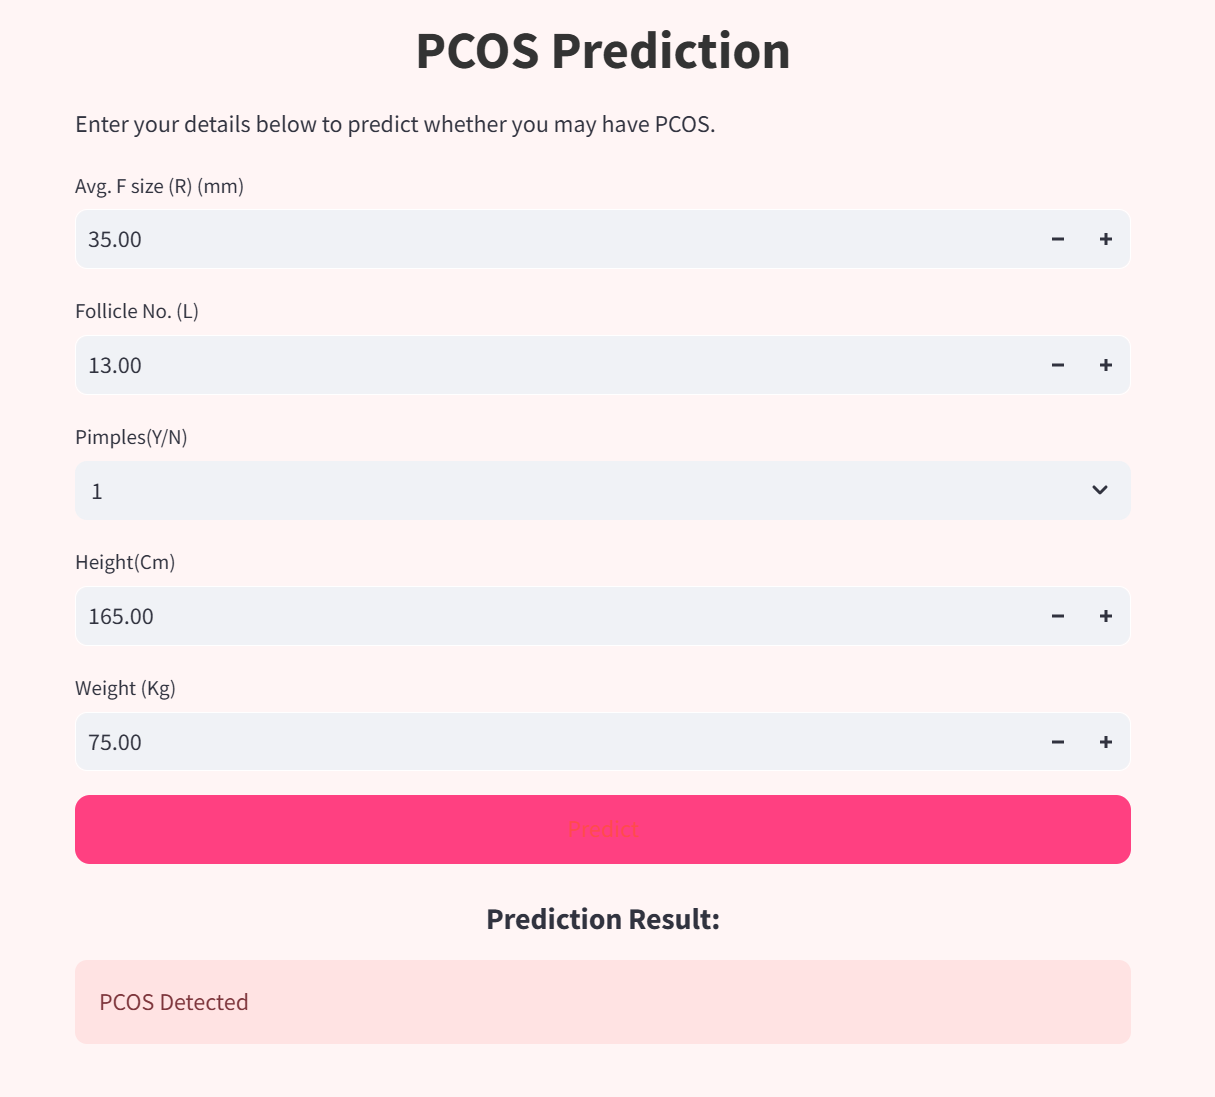 PCOS Prediction
Enter your details below to predict whether you may have PCOS.
Avg. F size (R) (mm)
35.00
Follicle No. (L)
13.00
Pimples(Y/N)
1
Height(Cm)
165.00
Weight (Kg)
75.00
Predict
Prediction Result:
PCOS Detected